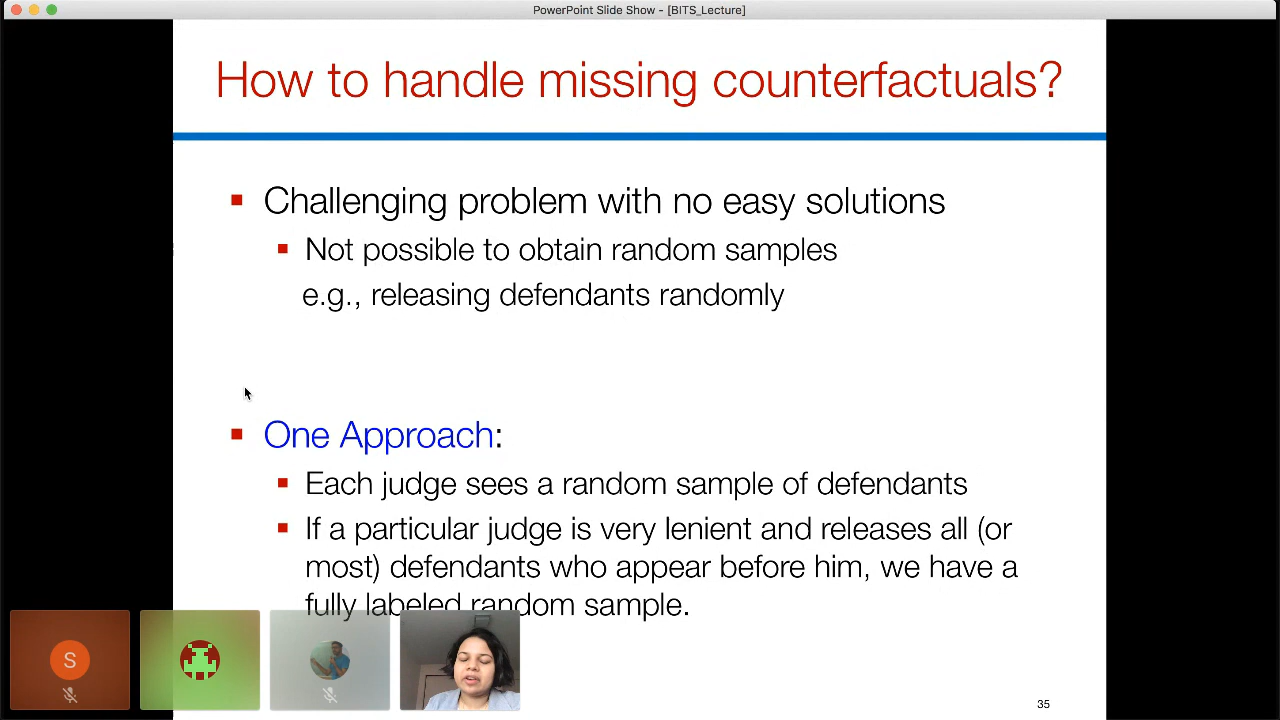 PowerPoint Slide Show - [BITS_Lecture]
How to handle missing counterfactuals?
Challenging problem with no easy solutions
Not possible to obtain random samples
e.g., releasing defendants randomly
One Approach:
Each judge sees a random sample of defendants
If a particular judge is very lenient and releases all (or
most) defendants who appear before him, we have a
fully labeled random sample.
S
35